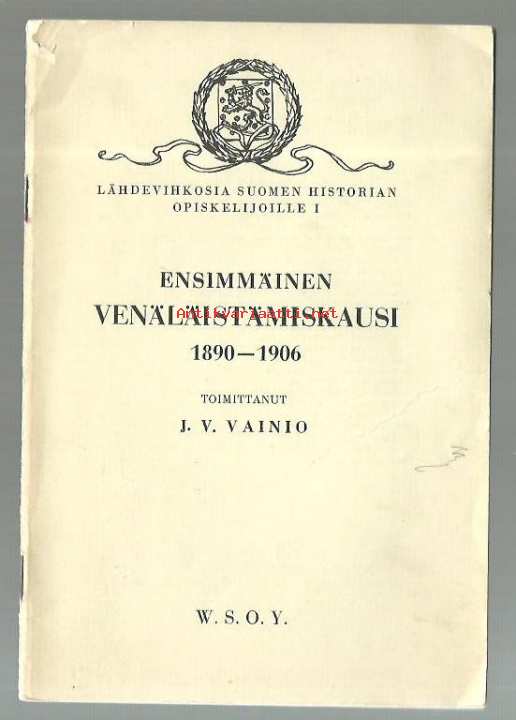 LÄHDEVIHKOSIA SUOMEN HISTORIAN
OPISKELIJOILLE I
ENSIMMÄINEN
Antikvariaatti.net
VENÄLÄISTÄMISKAUSI
1890—1906
TOIMITTANUT
J. V. VAINIO
W. S. O. Y.